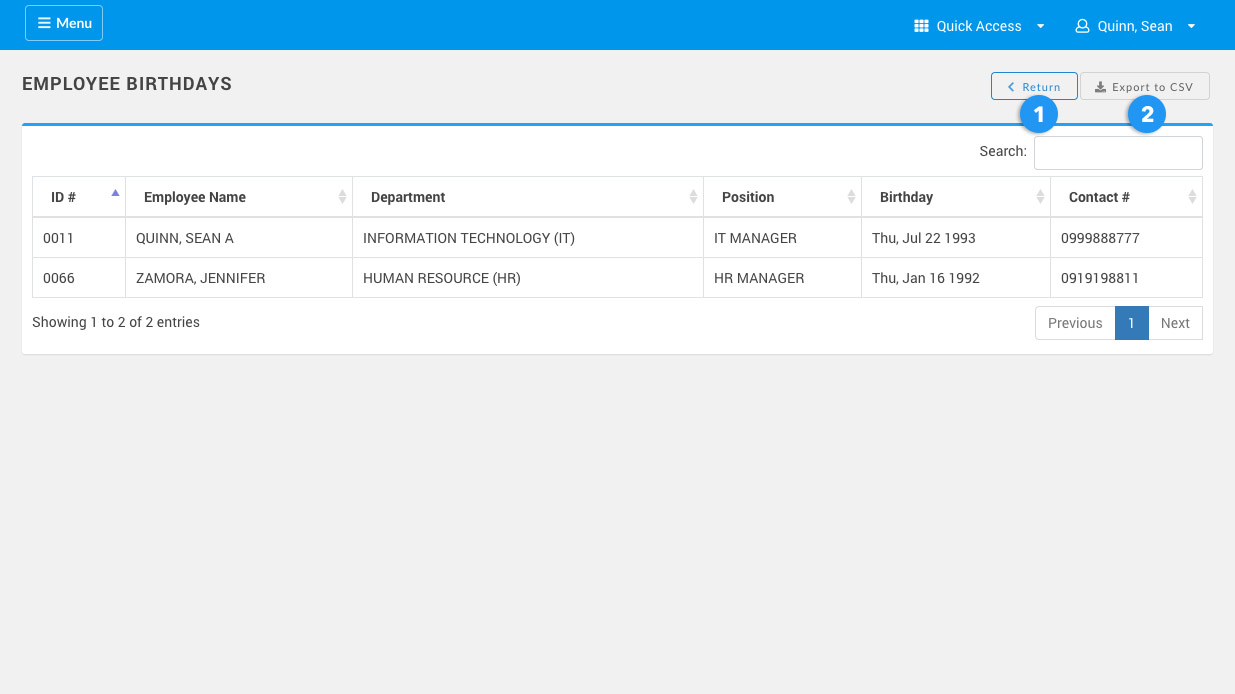 Menu
Quick Access
Quinn, Sean
EMPLOYEE BIRTHDAYS
Return
Export to CSV
1
2
Search:
ID # Employee Name Department Position Birthday Contact #
0011 QUINN, SEAN A INFORMATION TECHNOLOGY (IT) IT MANAGER Thu, Jul 22 1993 0999888777
0066 ZAMORA, JENNIFER HUMAN RESOURCE (HR) HR MANAGER Thu, Jan 16 1992 0919198811
Showing 1 to 2 of 2 entries
Previous 1 Next